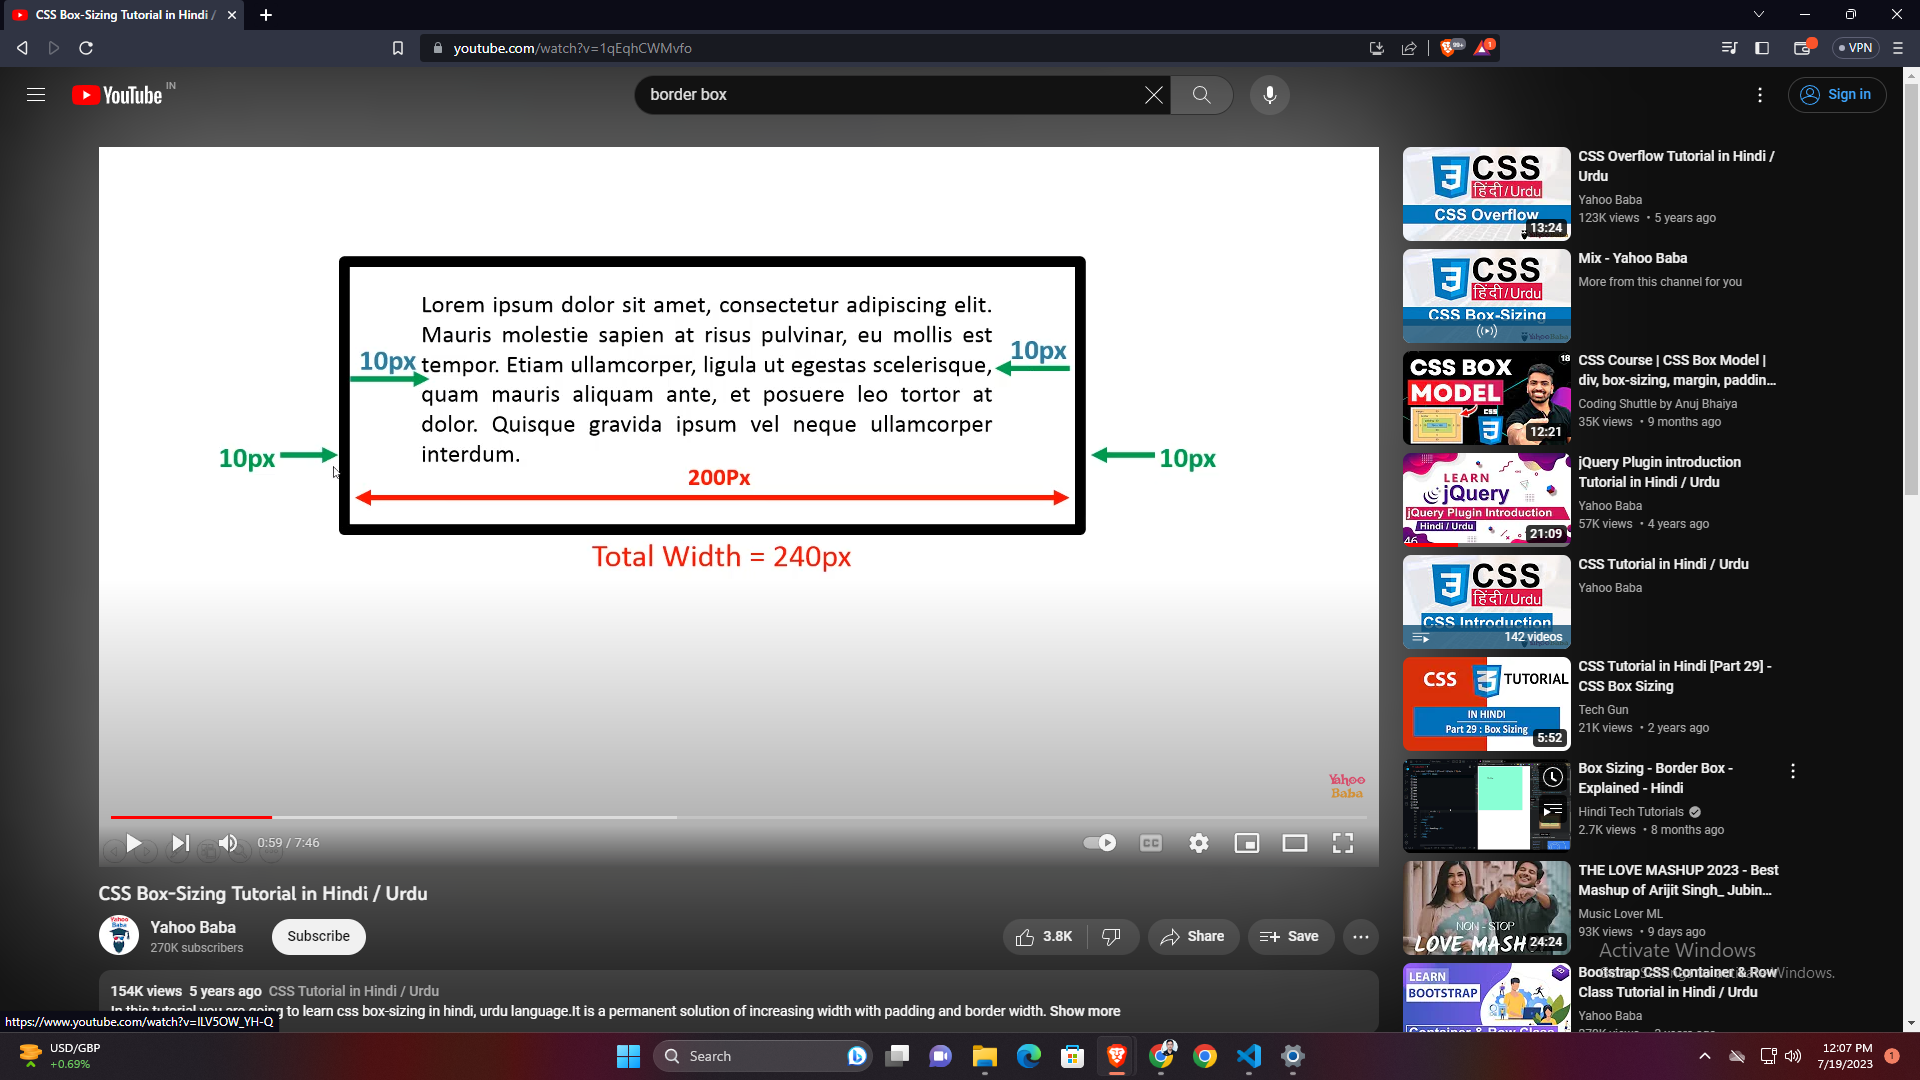 CSS Box-Sizing Tutorial in Hindi /
youtube.com/watch?v=1qEqhCWMvfo
99+
1
VPN
YouTube IN
border box
Sign in
Lorem ipsum dolor sit amet, consectetur adipiscing elit.
Mauris molestie sapien at risus pulvinar, eu mollis est
10px tempor. Etiam ullamcorper, ligula ut egestas scelerisque, 10px
quam mauris aliquam ante, et posuere leo tortor at
dolor. Quisque gravida ipsum vel neque ullamcorper
10px interdum. 10px
200Px
Total Width = 240px
Yahoo
Baba
0:59 / 7:46
CC
CSS Box-Sizing Tutorial in Hindi / Urdu
Yahoo Baba
270K subscribers
Subscribe
3.8K
Share
Save
154K views 5 years ago CSS Tutorial in Hindi / Urdu
In this tutorial you are going to learn css box-sizing in hindi, urdu language.It is a permanent solution of increasing width with padding and border width. Show more
https://www.youtube.com/watch?v=ILV5OW_YH-Q
CSS
हिंदी/Urdu
CSS Overflow
13:24
CSS Overflow Tutorial in Hindi /
Urdu
Yahoo Baba
123K views • 5 years ago
CSS
हिंदी/Urdu
CSS Box-Sizing
Mix - Yahoo Baba
More from this channel for you
CSS BOX
MODEL
18
CSS
12:21
CSS Course | CSS Box Model |
div, box-sizing, margin, paddin...
Coding Shuttle by Anuj Bhaiya
35K views • 9 months ago
LEARN
jQuery
jQuery Plugin Introduction
Hindi / Urdu
46
21:09
jQuery Plugin introduction
Tutorial in Hindi / Urdu
Yahoo Baba
57K views • 4 years ago
CSS
हिंदी/Urdu
CSS Introduction
142 videos
CSS Tutorial in Hindi / Urdu
Yahoo Baba
CSS TUTORIAL
IN HINDI
Part 29 : Box Sizing
5:52
CSS Tutorial in Hindi [Part 29] -
CSS Box Sizing
Tech Gun
21K views • 2 years ago
Box Sizing - Border Box -
Explained - Hindi
Hindi Tech Tutorials
2.7K views • 8 months ago
NON - STOP
LOVE MASH
24:24
THE LOVE MASHUP 2023 - Best
Mashup of Arijit Singh_ Jubin...
Music Lover ML
93K views • 9 days ago
Activate Windows
Windows.
LEARN
BOOTSTRAP
Container & Row Class
Bootstrap CSS Container & Row
Class Tutorial in Hindi / Urdu
Yahoo Baba
USD/GBP
+0.69%
Search
12:07 PM
7/19/2023
1